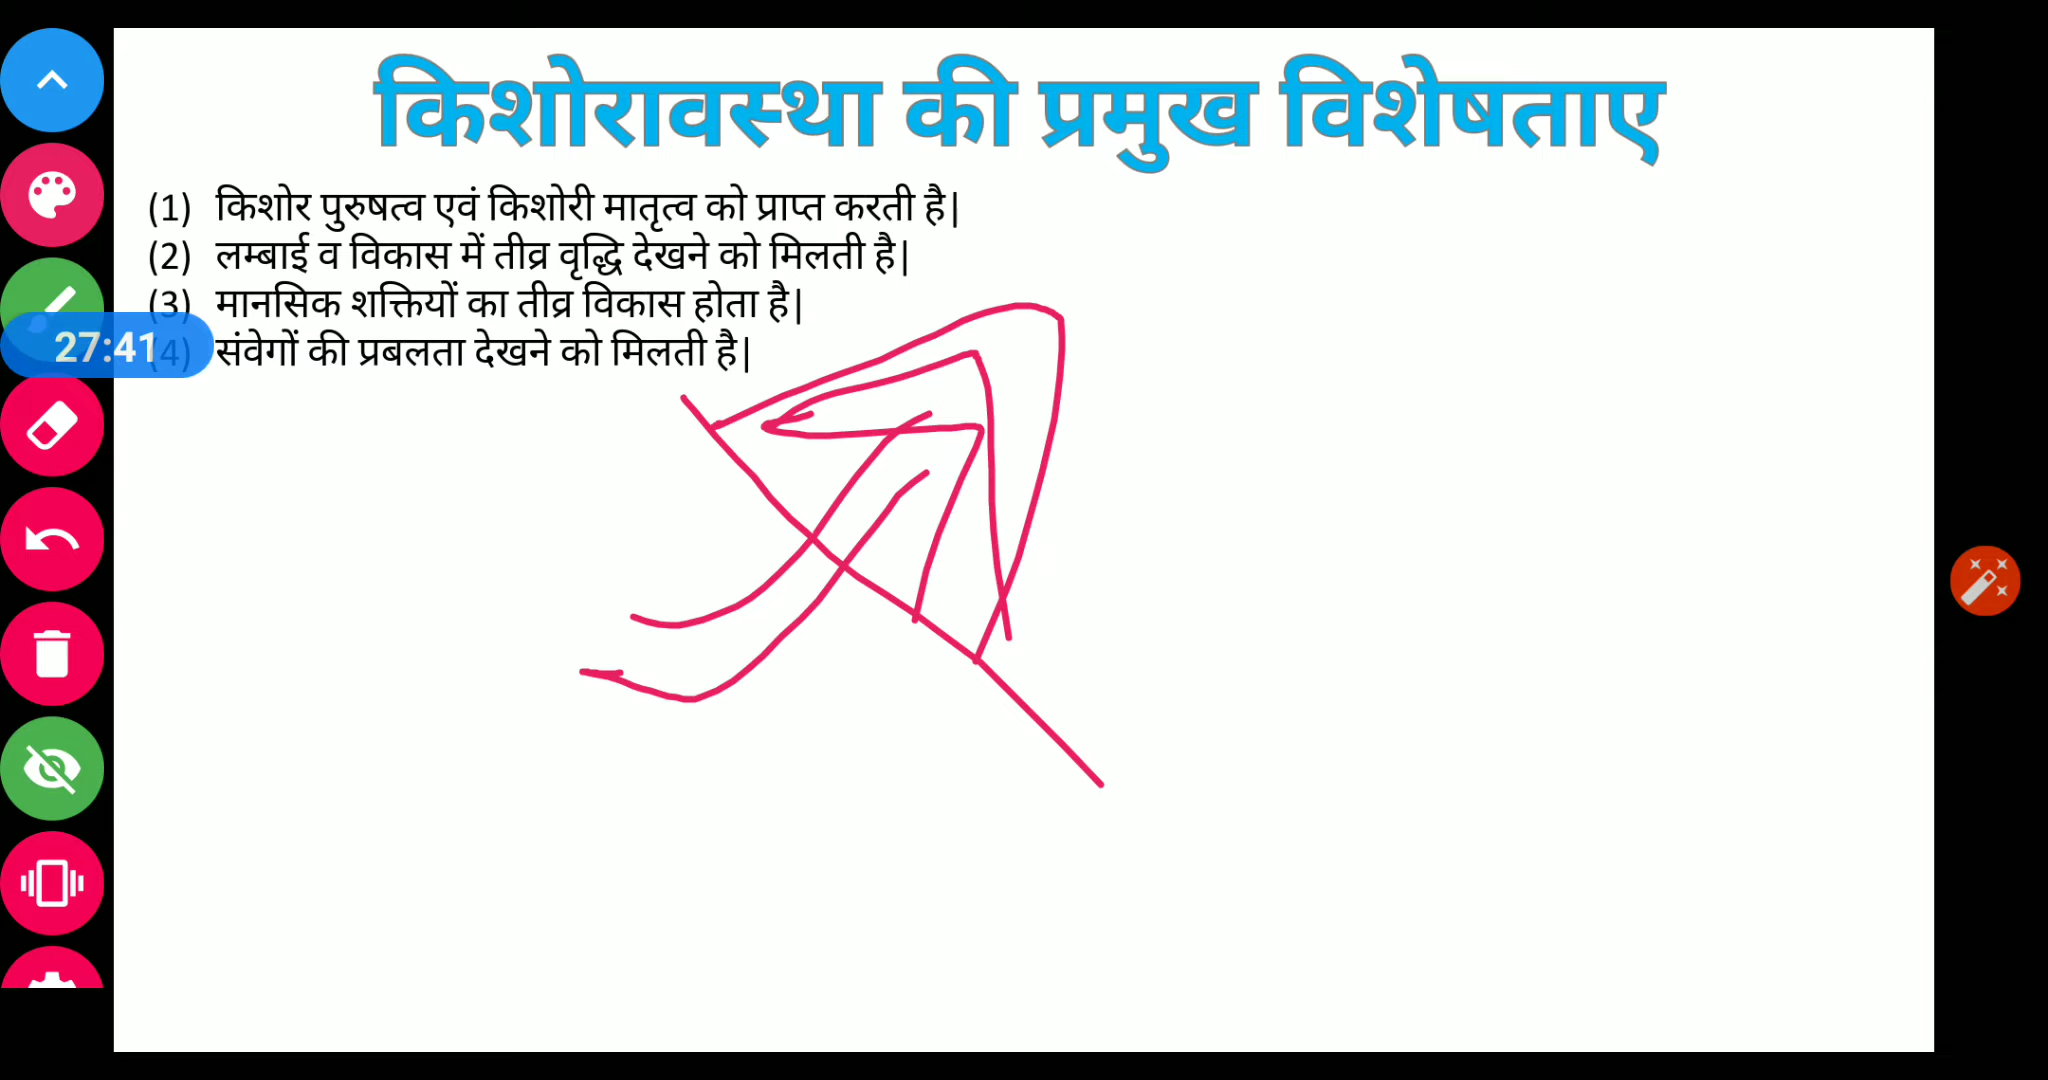 किशोरावस्था की प्रमुख विशेषताए
(1) किशोर पुरुषत्व एवं किशोरी मातृत्व को प्राप्त करती है|
(2) लम्बाई व विकास में तीव्र वृद्धि देखने को मिलती है|
(3) मानसिक शक्तियों का तीव्र विकास होता है|
(4) संवेगों की प्रबलता देखने को मिलती है|
27:41